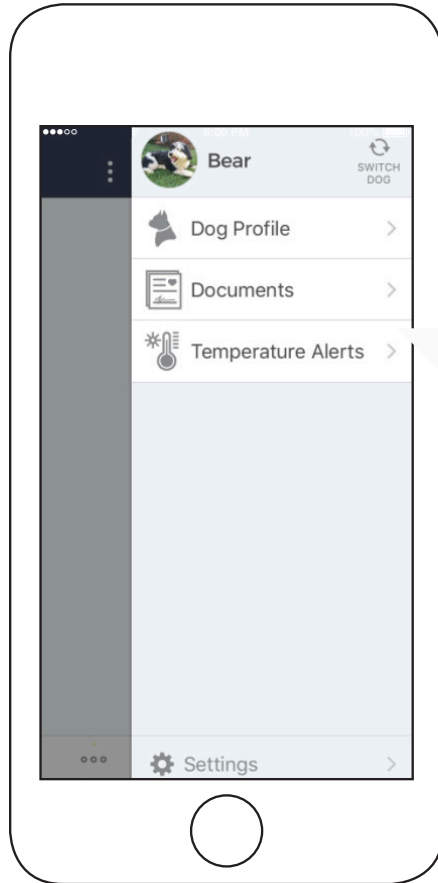 Bear
SWITCH
DOG
Dog Profile
Documents
Temperature Alerts
Settings